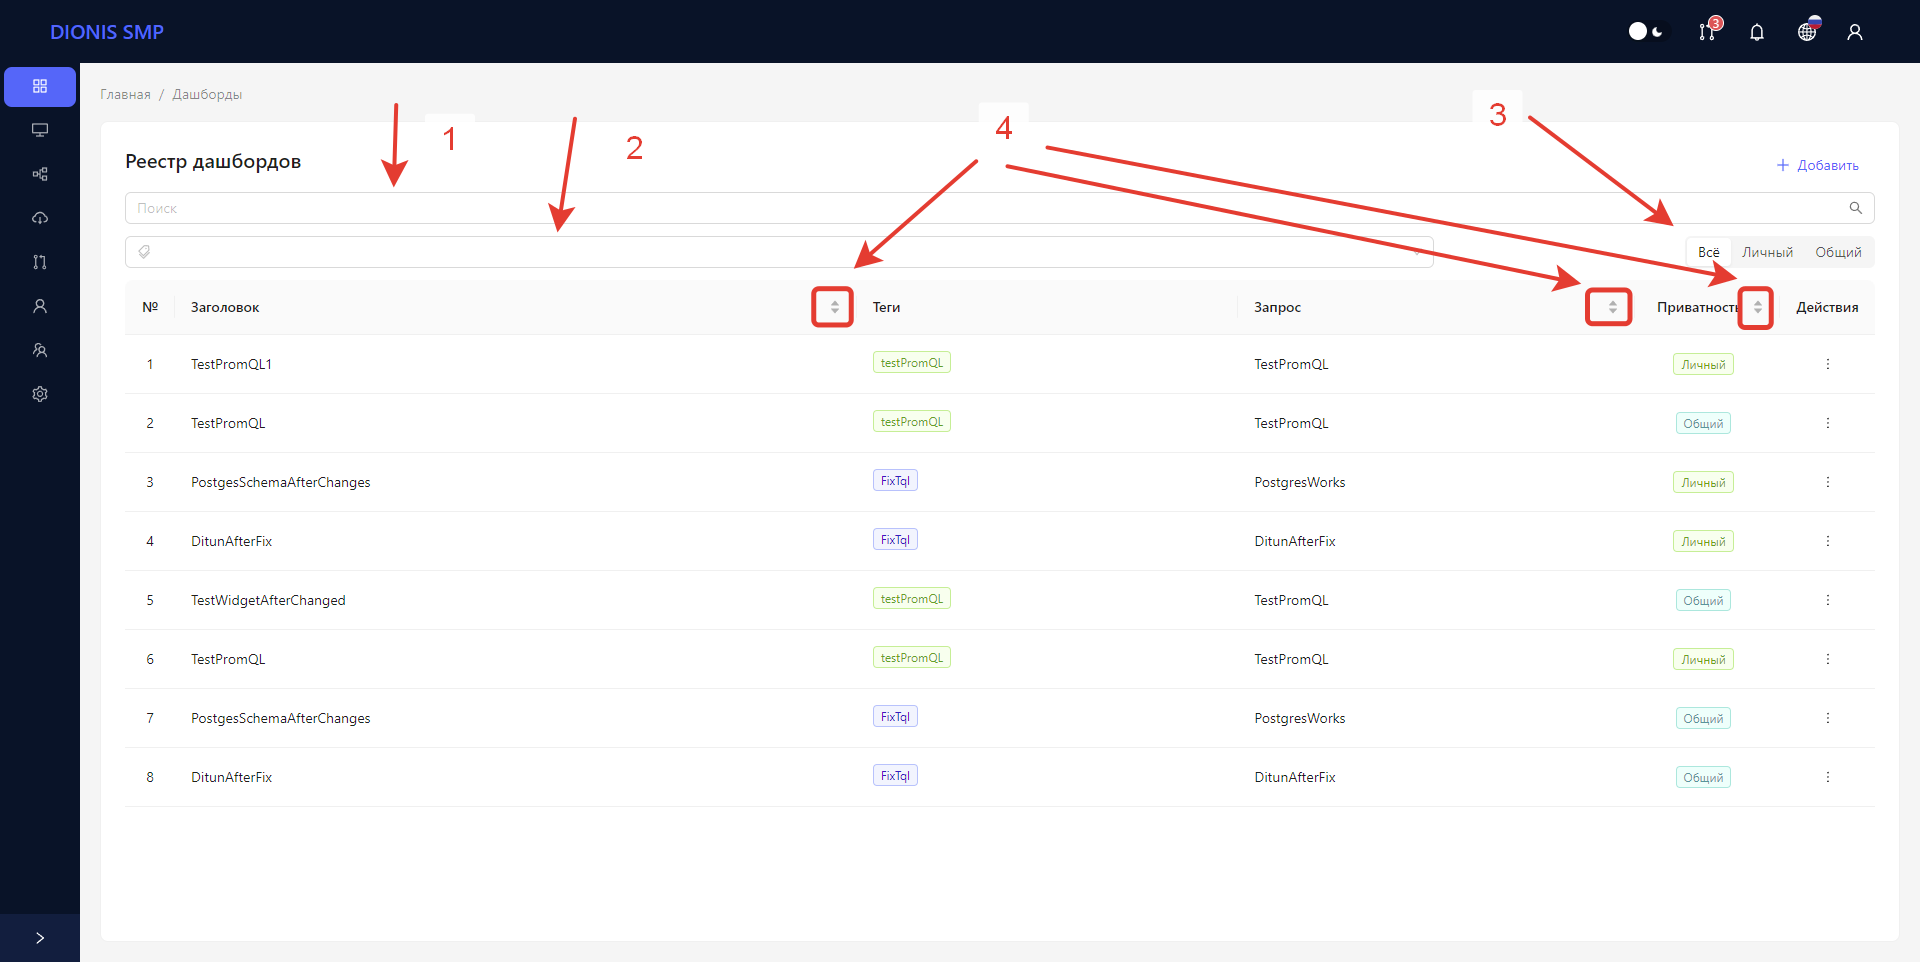 DIONIS SMP
3
Главная / Дашборды
1
2
4
3
Реестр дашбордов
+ Добавить
Поиск
Всё Личный Общий
№ Заголовок Теги Запрос Приватность Действия
1 TestPromQL1 testPromQL TestPromQL Личный
2 TestPromQL testPromQL TestPromQL Общий
3 PostgesSchemaAfterChanges FixTql PostgresWorks Личный
4 DitunAfterFix FixTql DitunAfterFix Личный
5 TestWidgetAfterChanged testPromQL TestPromQL Общий
6 TestPromQL testPromQL TestPromQL Личный
7 PostgesSchemaAfterChanges FixTql PostgresWorks Общий
8 DitunAfterFix FixTql DitunAfterFix Общий